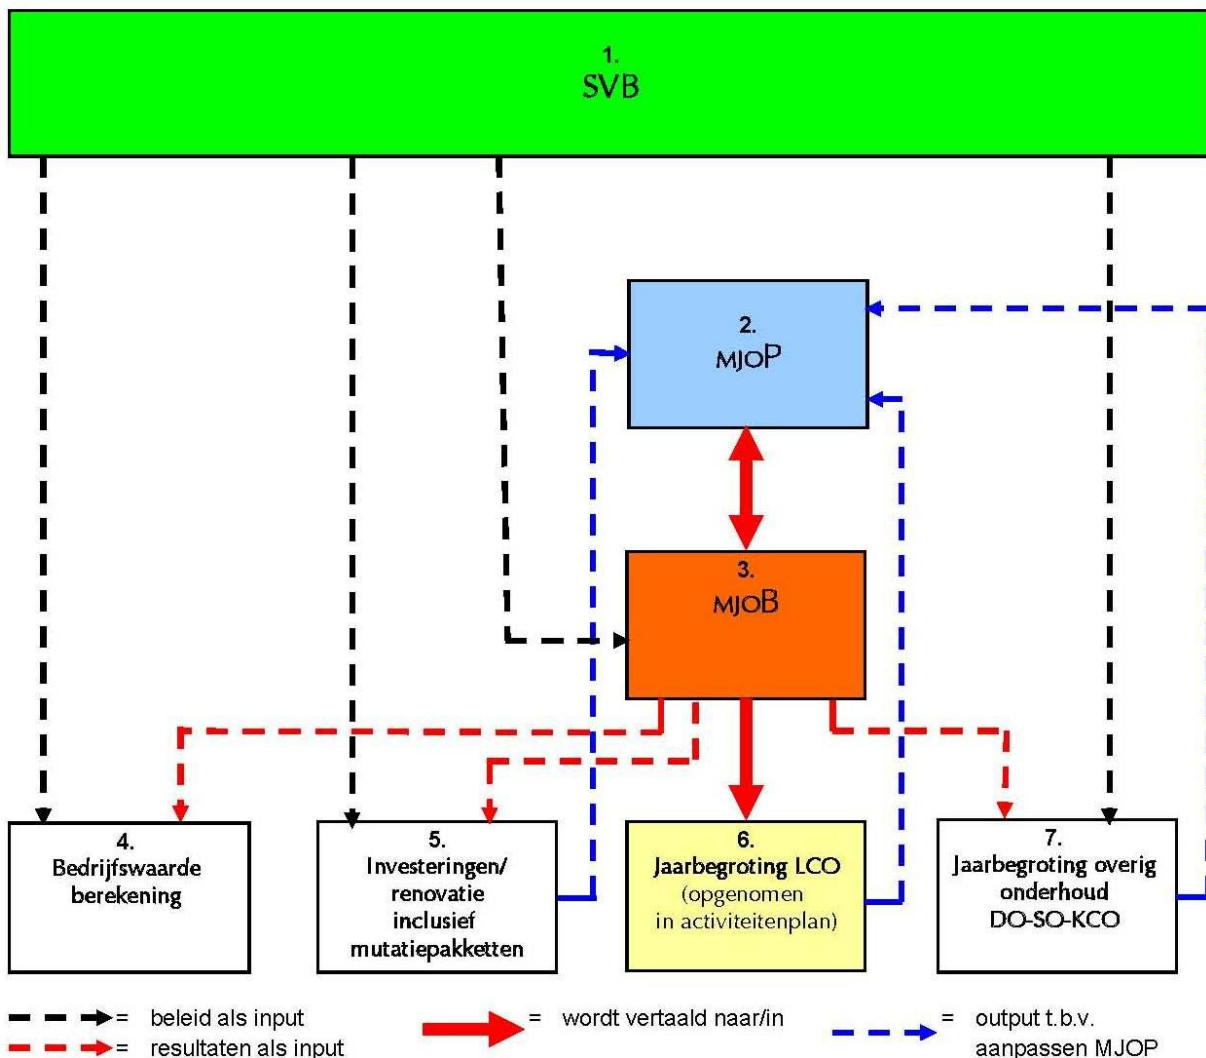 1.
SVB
2.
MJOP
3.
MJOB
4.
Bedrijfswaarde
berekening
5.
Investeringen/
renovatie
inclusief
mutatiepakketten
6.
Jaarbegroting LCO
(opgenomen
in activiteitenplan)
7.
Jaarbegroting overig
onderhoud
DO-SO-KCO
= beleid als input
= resultaten als input
= wordt vertaald naar/in
= output t.b.v.
aanpassen MJOP